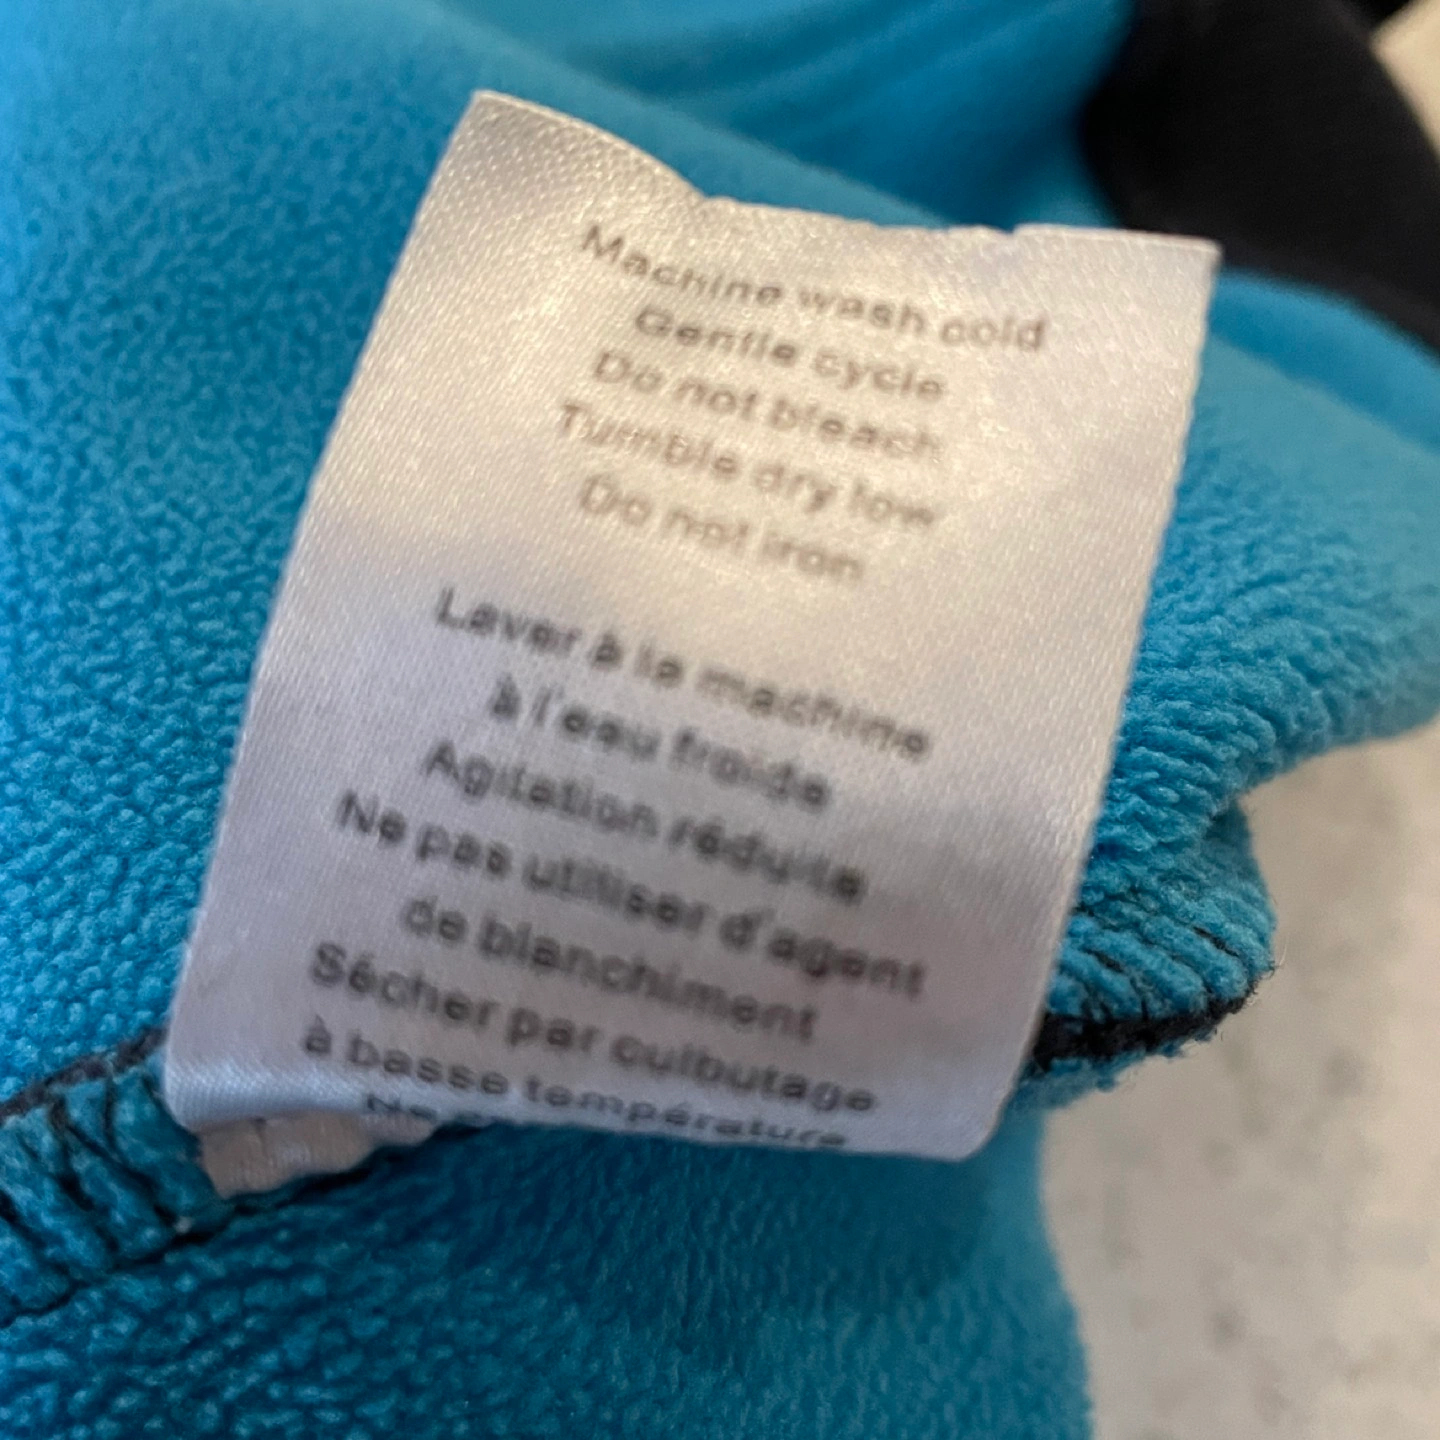 Machine wash cold
Gentle cycle
Do not bleach
Tumble dry low
Do not iron
Laver à la machine
à l'eau froide
Agitation réduite
Ne pas utiliser d'agent
de blanchiment
Sécher par culbutage
à basse température
Ne